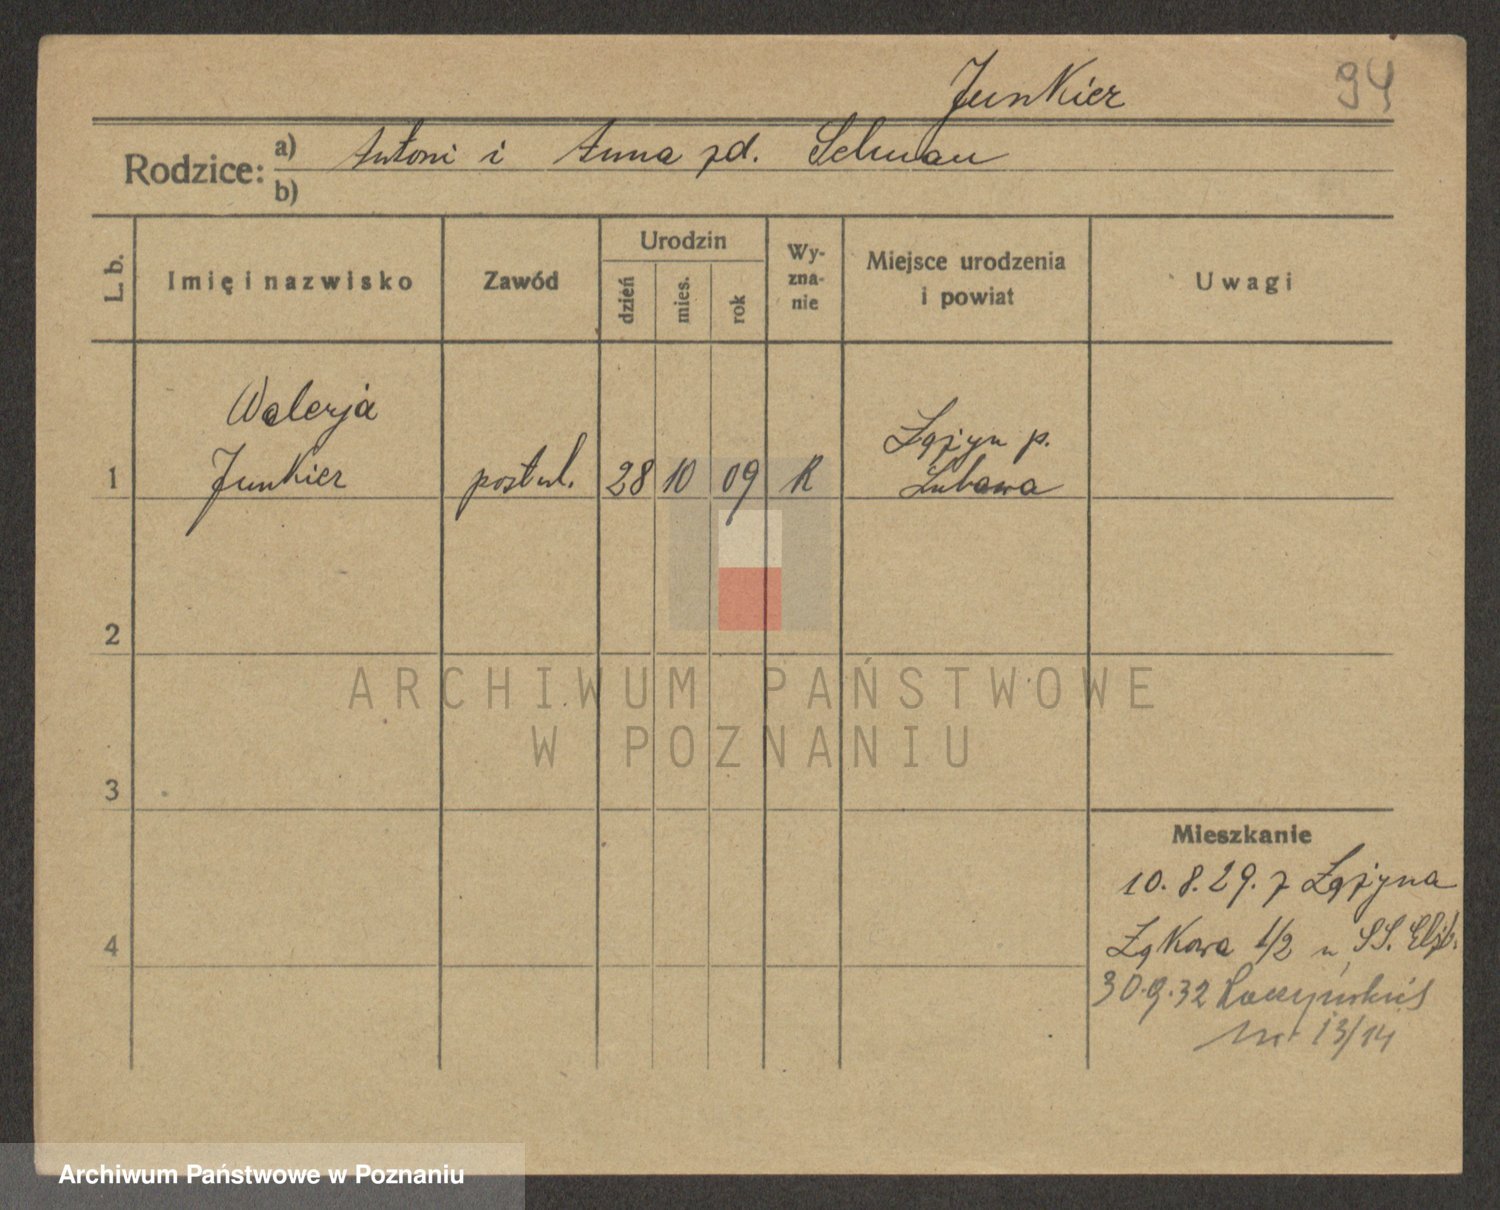 JunKier
94
Rodzice:
a) Antoni i Anna zd. Selman
b)
L. b.
Imię i nazwisko
Zawód
Urodzin
dzień
mies.
rok
Wy-
zna-
nie
Miejsce urodzenia
i powiat
Uwagi
1
Walerja
JunKier
postul.
28
10
09
R
Łążyn p.
Lubawa
2
3
4
Mieszkanie
10.8.29. z Łążyna
ŁąKowa 1/2 u SS. Elżb.
30.9.32
13/14
ARCHIWUM PAŃSTWOWE
W POZNANIU
Archiwum Państwowe w Poznaniu